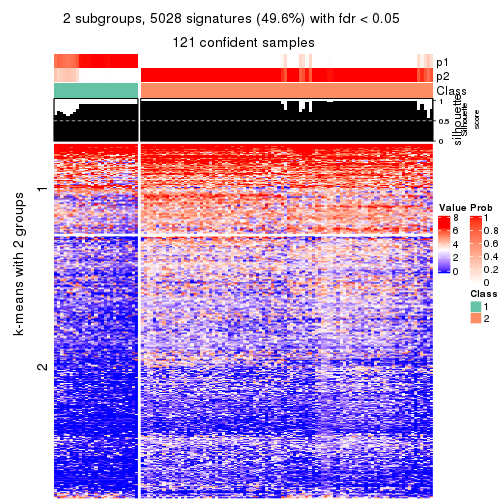 2 subgroups, 5028 signatures (49.6%) with fdr < 0.05
121 confident samples
p1
p2
Class
1
0.5
0
silhouette
Silhouette
score
k-means with 2 groups
1
2
Value
8
6
4
2
0
Prob
1
0.8
0.6
0.4
0.2
0
Class
1
2